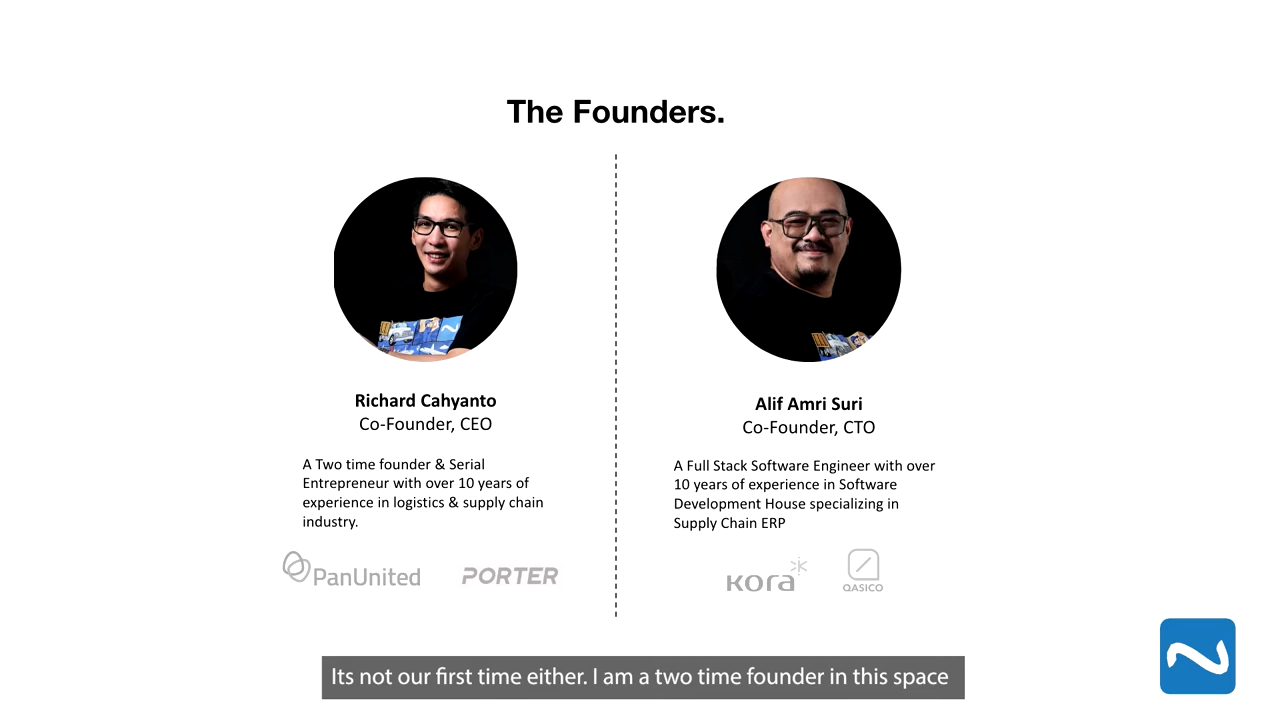 The Founders.
Richard Cahyanto
Co-Founder, CEO
A Two time founder & Serial
Entrepreneur with over 10 years of
experience in logistics & supply chain
industry.
PanUnited
PORTER
Alif Amri Suri
Co-Founder, CTO
A Full Stack Software Engineer with over
10 years of experience in Software
Development House specializing in
Supply Chain ERP
kora
QASICO
Its not our first time either. I am a two time founder in this space